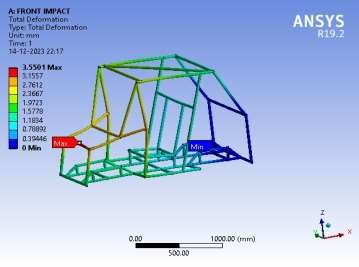 A: FRONT IMPACT
Total Deformation
Type: Total Deformation
Unit: mm
Time: 1
14-12-2023 22:17
3.5501 Max
3.1557
2.7612
2.3667
1.9723
1.5778
1.1834
0.78892
0.39446
0 Min
ANSYS
R19.2
Max
Min
0.00
1000.00 (mm)
500.00
Z
X